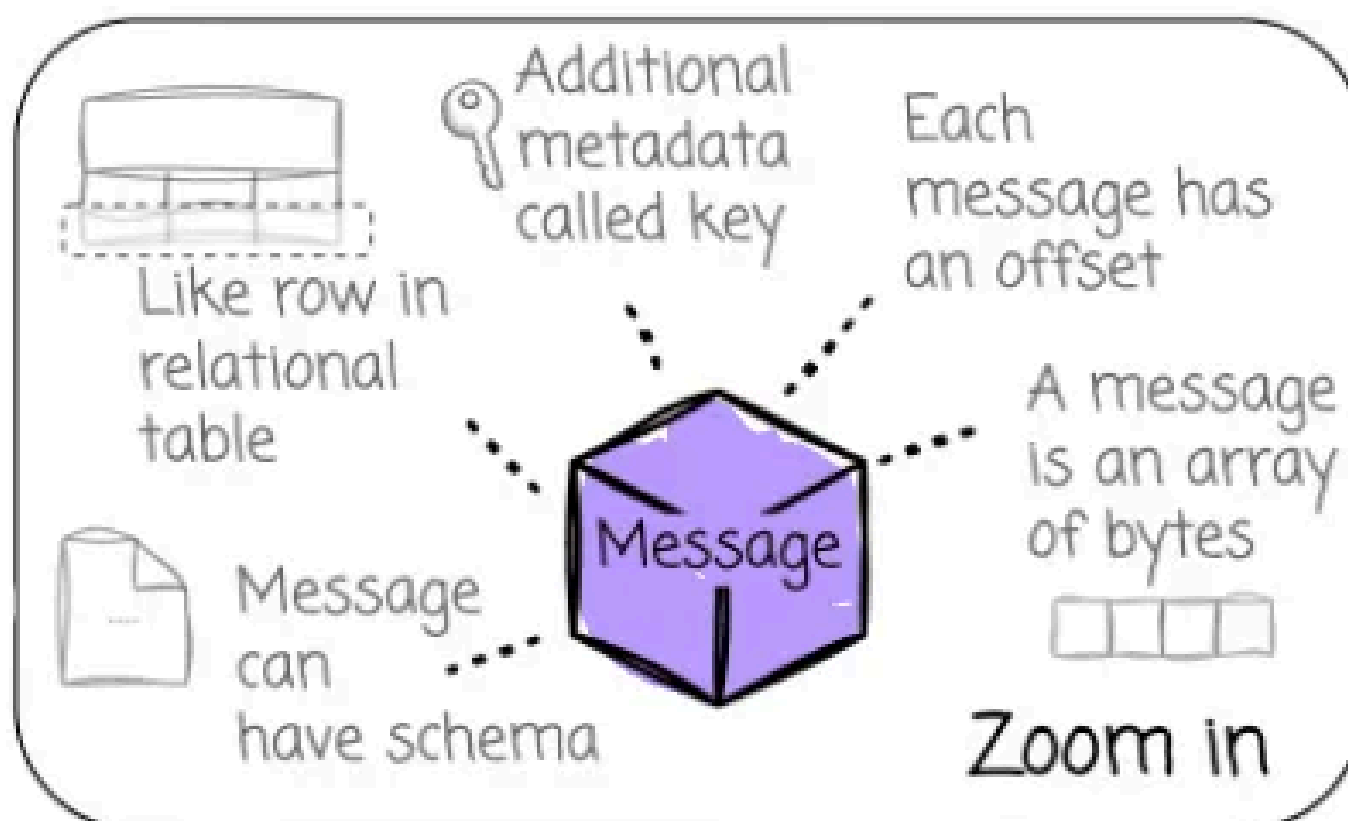 Additional
metadata
called key
Each
message has
an offset
Like row in
relational
table
A message
is an array
of bytes
Message
Message
can
have schema
Zoom in